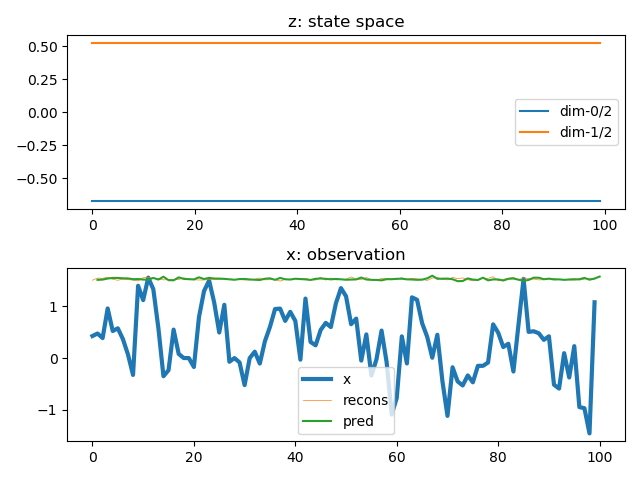 z: state space
0.50
0.25
0.00
−0.25
−0.50
dim-0/2
dim-1/2
0 20 40 60 80 100
x: observation
1
0
−1
x
recons
pred
0 20 40 60 80 100